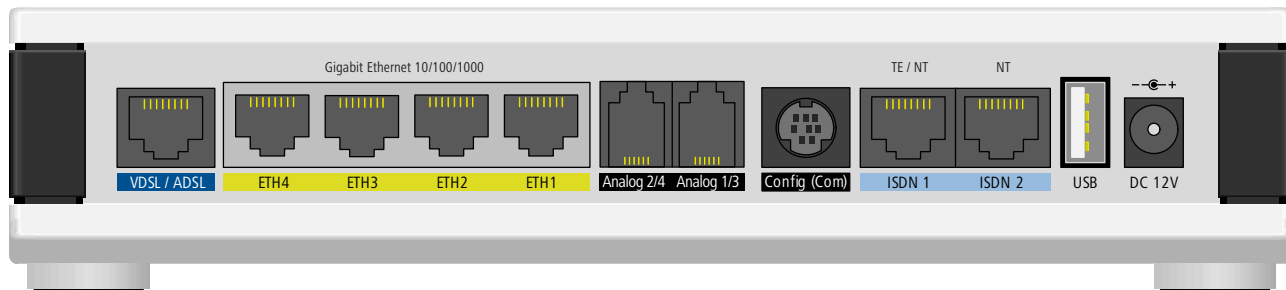 Gigabit Ethernet 10/100/1000
TE / NT
NT
VDSL / ADSL
ETH4
ETH3
ETH2
ETH1
Analog 2/4
Analog 1/3
Config (Com)
ISDN 1
ISDN 2
USB
DC 12V